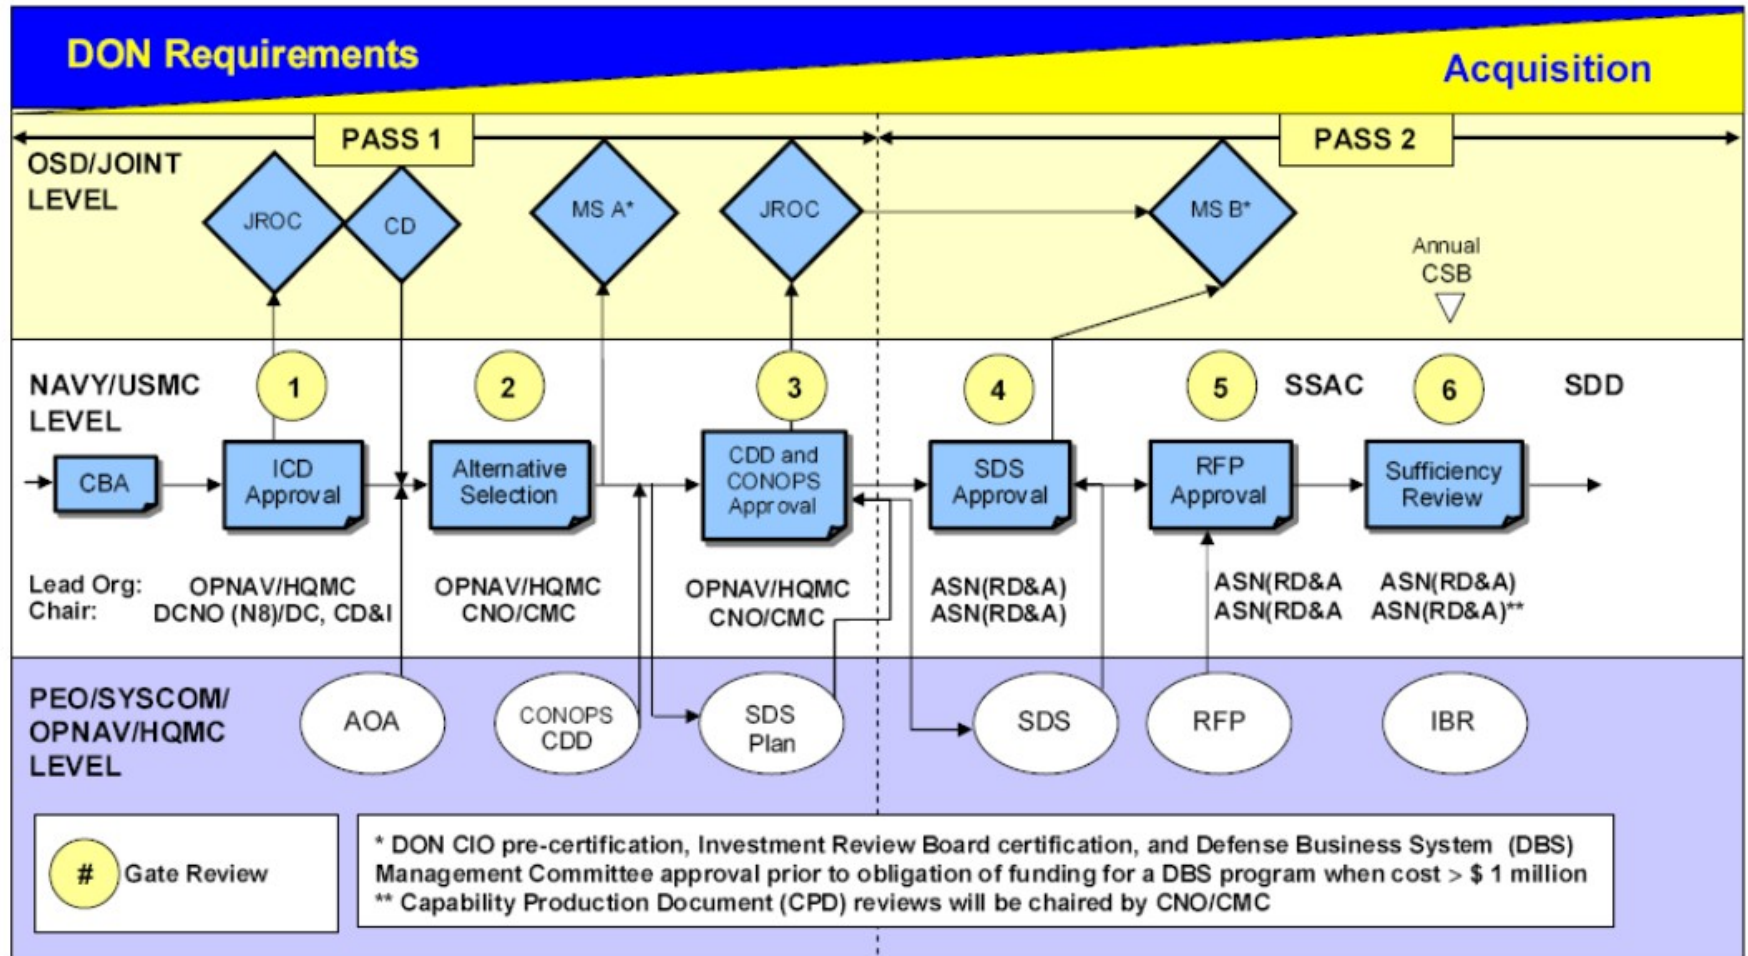 DON Requirements
Acquisition
PASS 1
PASS 2
OSD/JOINT
LEVEL
JROC
CD
MS A*
JROC
MS B*
Annual
CSB
NAVY/USMC
LEVEL
1
2
3
4
5
SSAC
6
SDD
CBA
ICD
Approval
Alternative
Selection
CDD and
CONOPS
Approval
SDS
Approval
RFP
Approval
Sufficiency
Review
Lead Org:
Chair:
OPNAV/HQMC
DCNO (N8)/DC, CD&I
OPNAV/HQMC
CNO/CMC
OPNAV/HQMC
CNO/CMC
ASN(RD&A)
ASN(RD&A)
ASN(RD&A
ASN(RD&A
ASN(RD&A)
ASN(RD&A)**
PEO/SYSCOM/
OPNAV/HQMC
LEVEL
AOA
CONOPS
CDD
SDS
Plan
SDS
RFP
IBR
# Gate Review
* DON CIO pre-certification, Investment Review Board certification, and Defense Business System (DBS)
Management Committee approval prior to obligation of funding for a DBS program when cost > $ 1 million
** Capability Production Document (CPD) reviews will be chaired by CNO/CMC